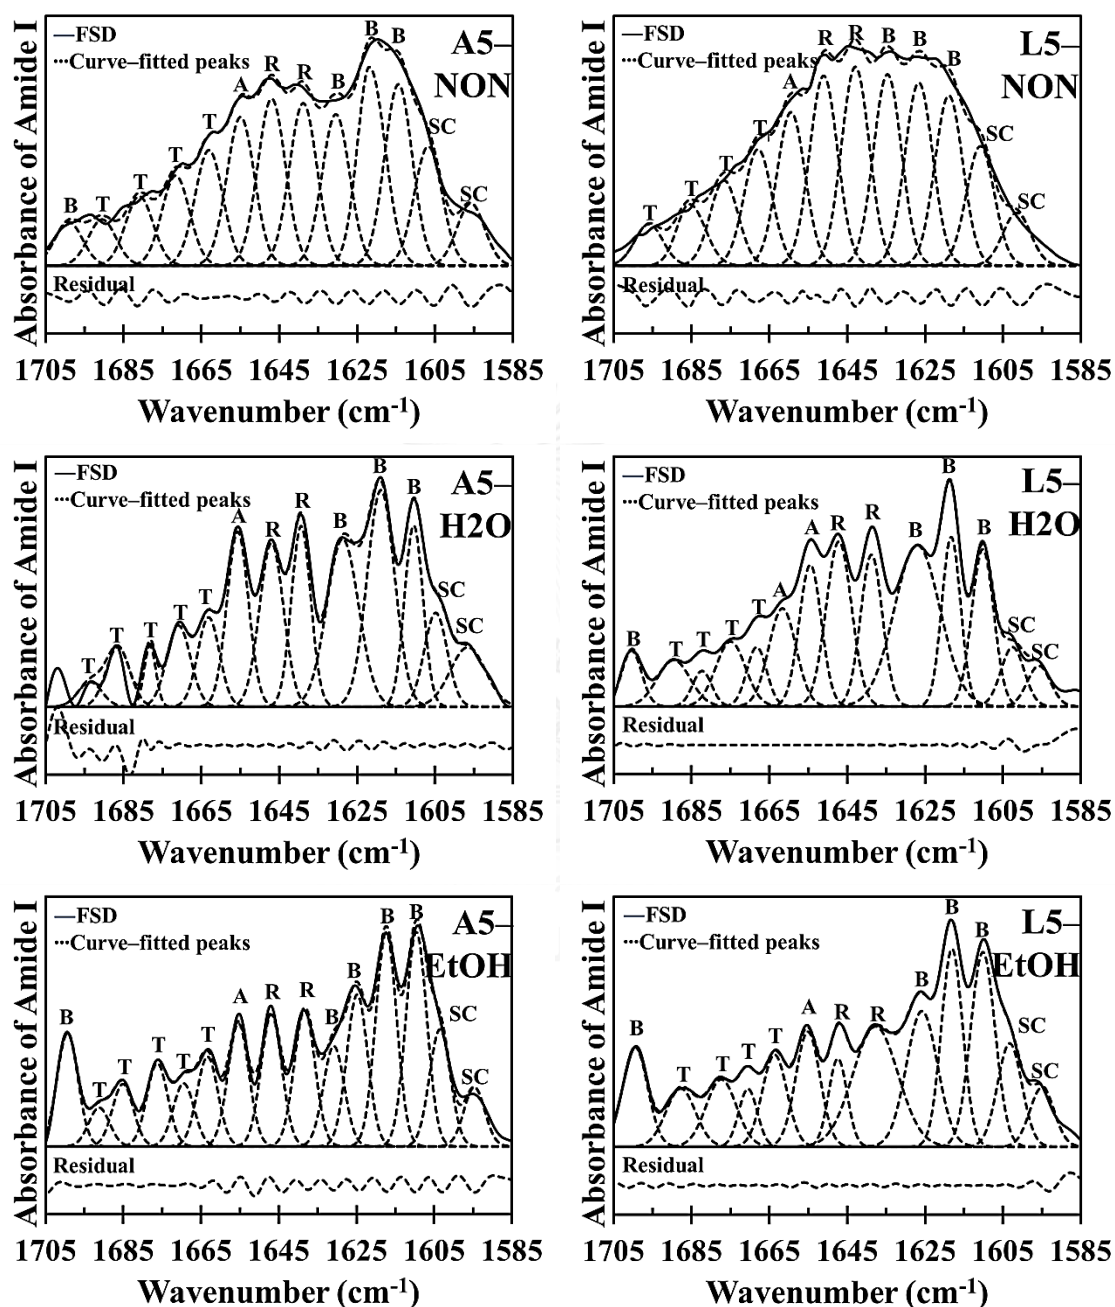 Absorbance of Amide I
—FSD
Curve–fitted peaks
A5–
NON
B T T T T A R R B B B SC SC
Residual
1705 1685 1665 1645 1625 1605 1585
Wavenumber (cm-1)
Absorbance of Amide I
—FSD
Curve–fitted peaks
L5–
NON
T T T T A R R B B B SC SC
Residual
1705 1685 1665 1645 1625 1605 1585
Wavenumber (cm-1)
Absorbance of Amide I
—FSD
Curve–fitted peaks
A5–
H2O
T T T T T A R R B B B SC SC
Residual
1705 1685 1665 1645 1625 1605 1585
Wavenumber (cm-1)
Absorbance of Amide I
—FSD
Curve–fitted peaks
L5–
H2O
B T T T T A A R R B B B SC SC
Residual
1705 1685 1665 1645 1625 1605 1585
Wavenumber (cm-1)
Absorbance of Amide I
—FSD
Curve–fitted peaks
A5–
EtOH
B T T T T T A R R B B B B SC SC
Residual
1705 1685 1665 1645 1625 1605 1585
Wavenumber (cm-1)
Absorbance of Amide I
—FSD
Curve–fitted peaks
L5–
EtOH
B T T T T A R R B B B SC SC
Residual
1705 1685 1665 1645 1625 1605 1585
Wavenumber (cm-1)